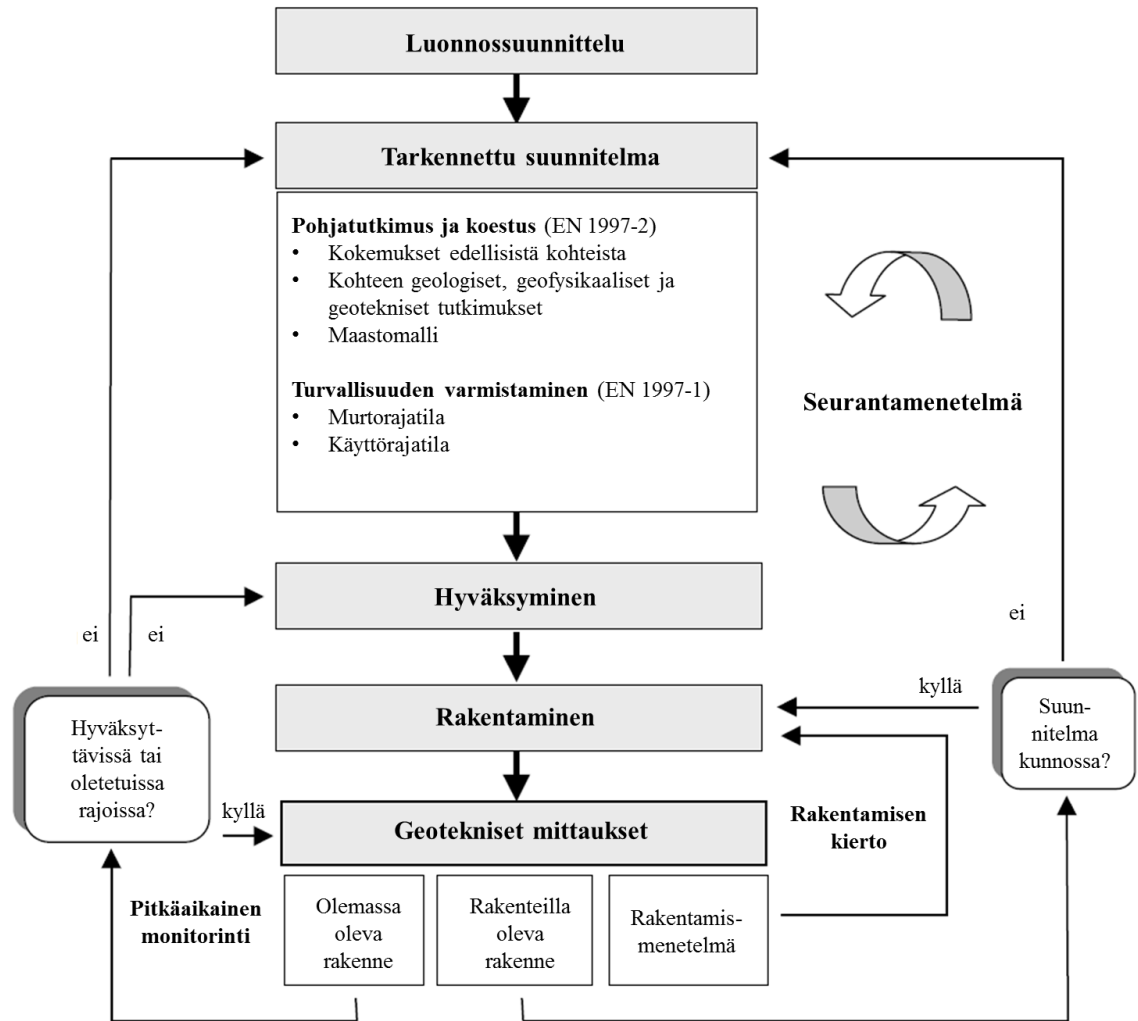 Luonnossuunnittelu
Tarkennettu suunnitelma
Pohjatutkimus ja koestus (EN 1997-2)
• Kokemukset edellisistä kohteista
• Kohteen geologiset, geofysikaaliset ja
geotekniset tutkimukset
• Maastomalli
Turvallisuuden varmistaminen (EN 1997-1)
• Murtorajatila
• Käyttörajatila
Seurantamenetelmä
Hyväksyminen
ei
ei
ei
Rakentaminen
kyllä
Suun-
nitelma
kunnossa?
Hyväksyt-
tävissä tai
oletetuissa
rajoissa?
kyllä
Geotekniset mittaukset
Rakentamisen
kierto
Pitkäaikainen
monitorinti
Olemassa
oleva
rakenne
Rakenteilla
oleva
rakenne
Rakentamis-
menetelmä